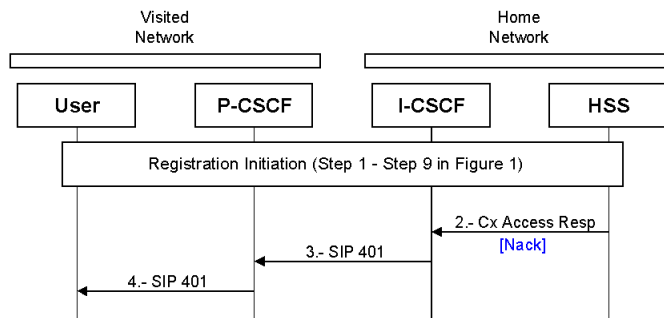 Visited
Network
Home
Network
User
P-CSCF
I-CSCF
HSS
Registration Initiation (Step 1 - Step 9 in Figure 1)
2.- Cx Access Resp
[Nack]
3.- SIP 401
4.- SIP 401